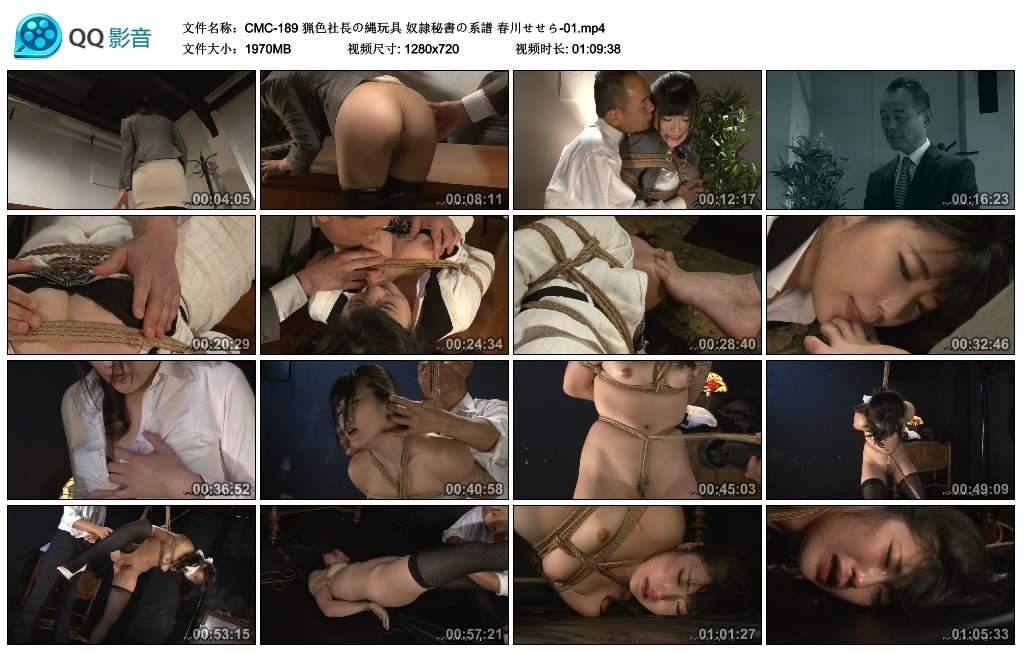 QQ 影音
文件名称: CMC-189 猟色社長の縄玩具 奴隷秘書の系譜 春川せせら-01.mp4
文件大小: 1970MB 视频尺寸: 1280x720 视频时长: 01:09:38
00:04:05 00:08:11 00:12:17 00:16:23
00:20:29 00:24:34 00:28:40 00:32:46
00:36:52 00:40:58 00:45:03 00:49:09
00:53:15 00:57:21 01:01:27 01:05:33